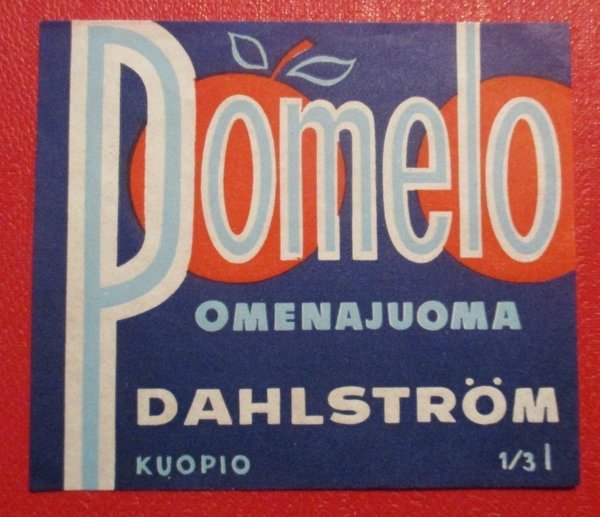 Pomelo
OMENAJUOMA
DAHLSTRÖM
KUOPIO 1/3 l